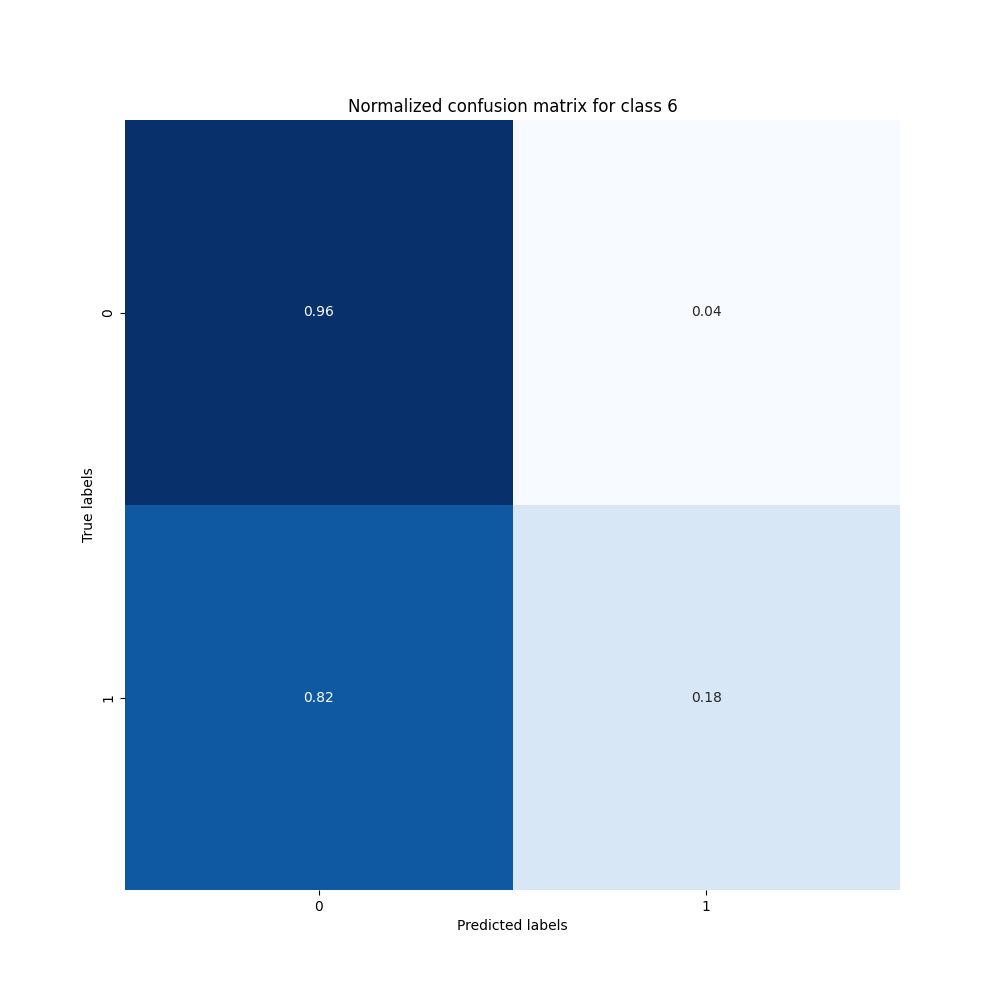 Normalized confusion matrix for class 6
0.96
0.04
0
True labels
0.82
0.18
1
0
1
Predicted labels